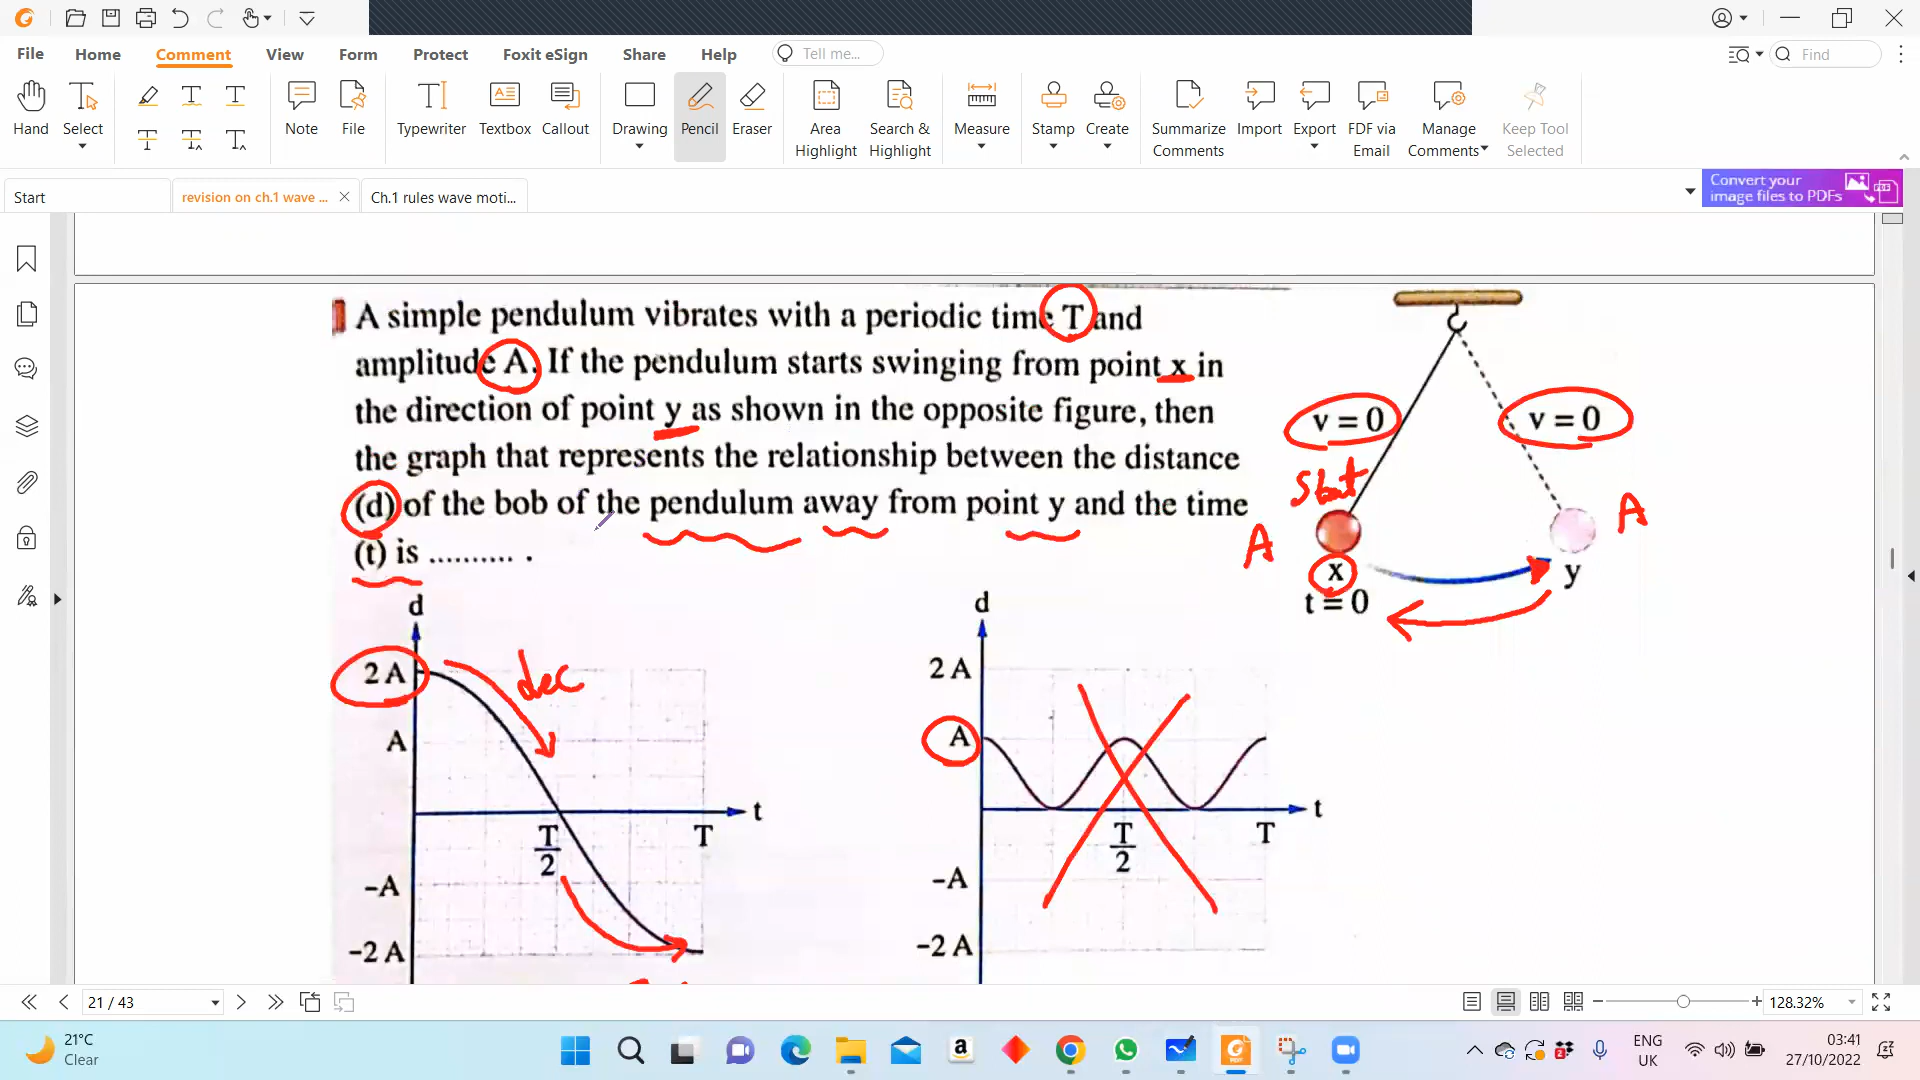 File Home Comment View Form Protect Foxit eSign Share Help Tell me... Find
Hand Select Note File Typewriter Textbox Callout Drawing Pencil Eraser Area Highlight Search & Highlight Measure Stamp Create Summarize Comments Import Export FDF via Email Manage Comments Keep Tool Selected
Start revision on ch.1 wave ... Ch.1 rules wave moti... Convert your image files to PDFs
A simple pendulum vibrates with a periodic time T and
amplitude A. If the pendulum starts swinging from point x in
the direction of point y as shown in the opposite figure, then
the graph that represents the relationship between the distance
(d) of the bob of the pendulum away from point y and the time
(t) is .......... .
v = 0 v = 0
start
A A
x y
t = 0
d
2 A
dec
A
t
T/2 T
-A
-2 A
d
2 A
A
t
T/2 T
-A
-2 A
21 / 43 128.32%
21°C
Clear
ENG
UK
03:41
27/10/2022